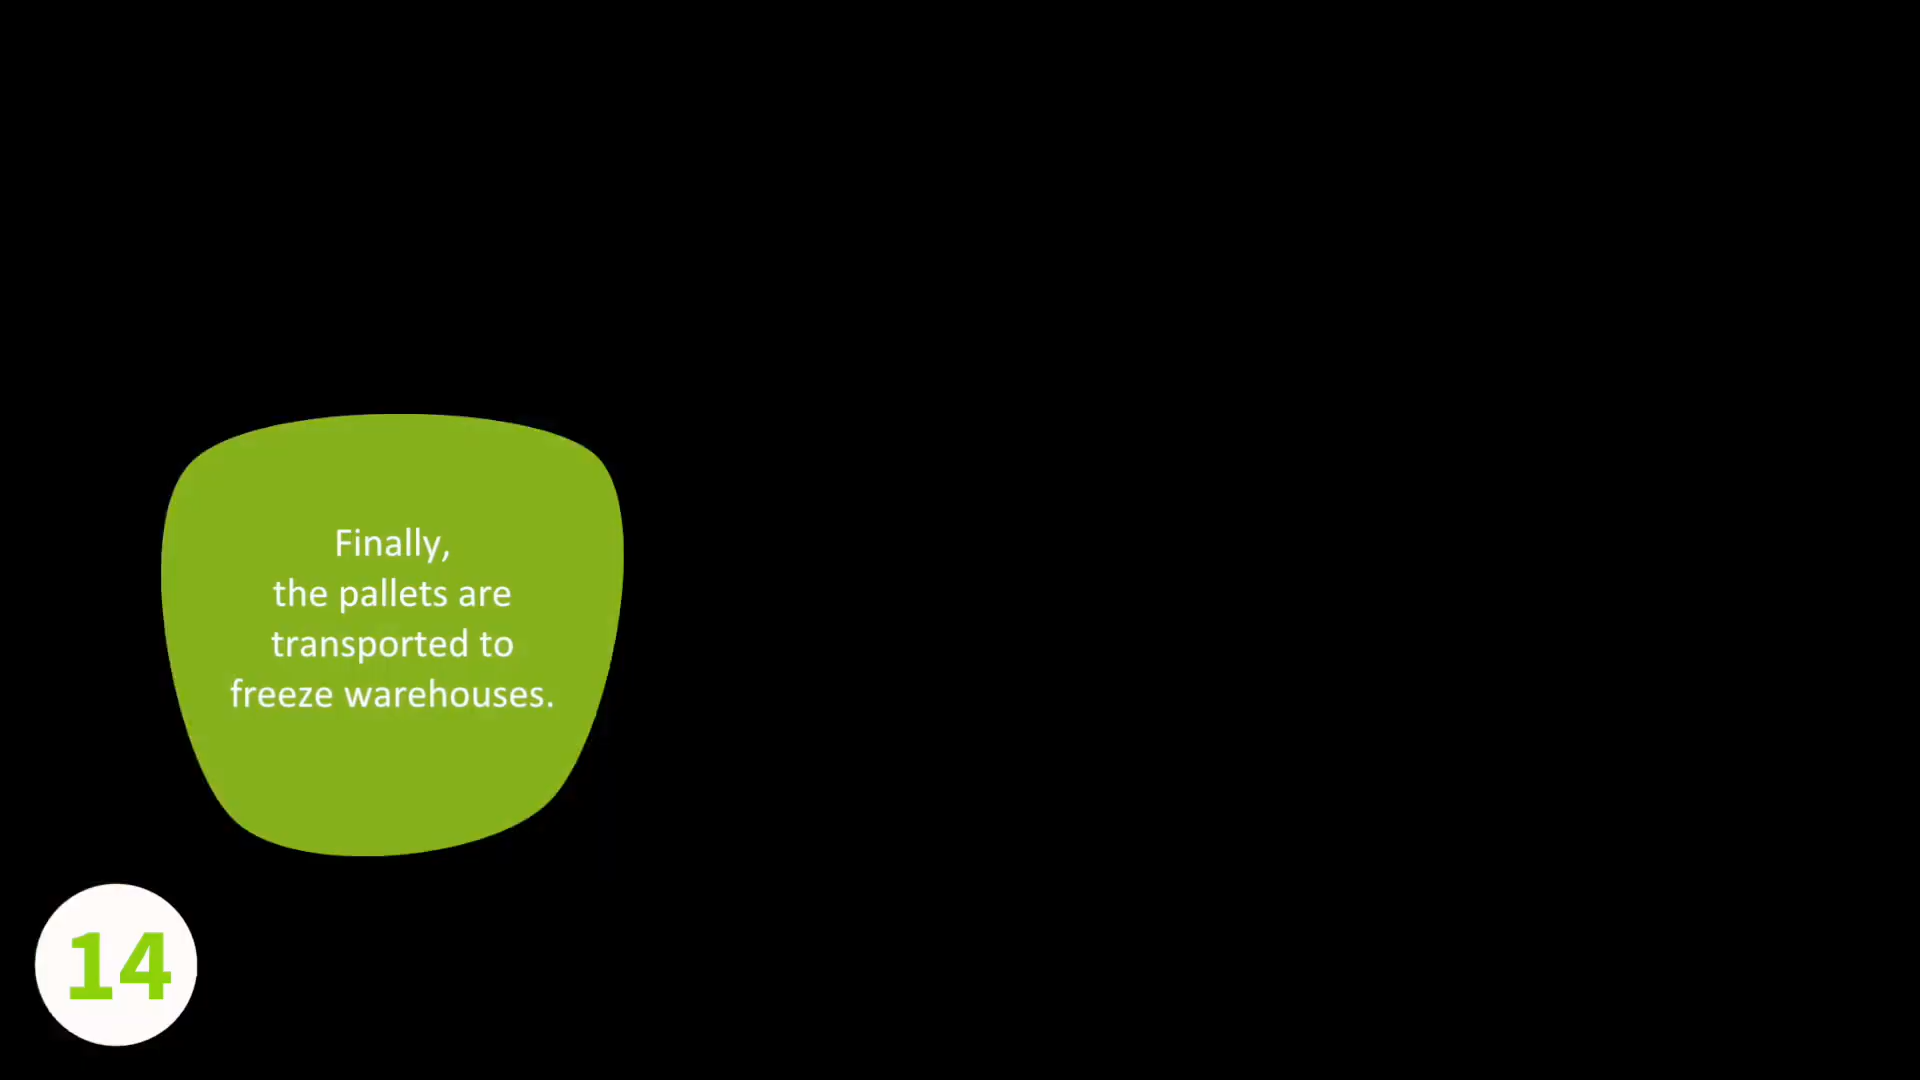 Finally,
the pallets are
transported to
freeze warehouses.
14